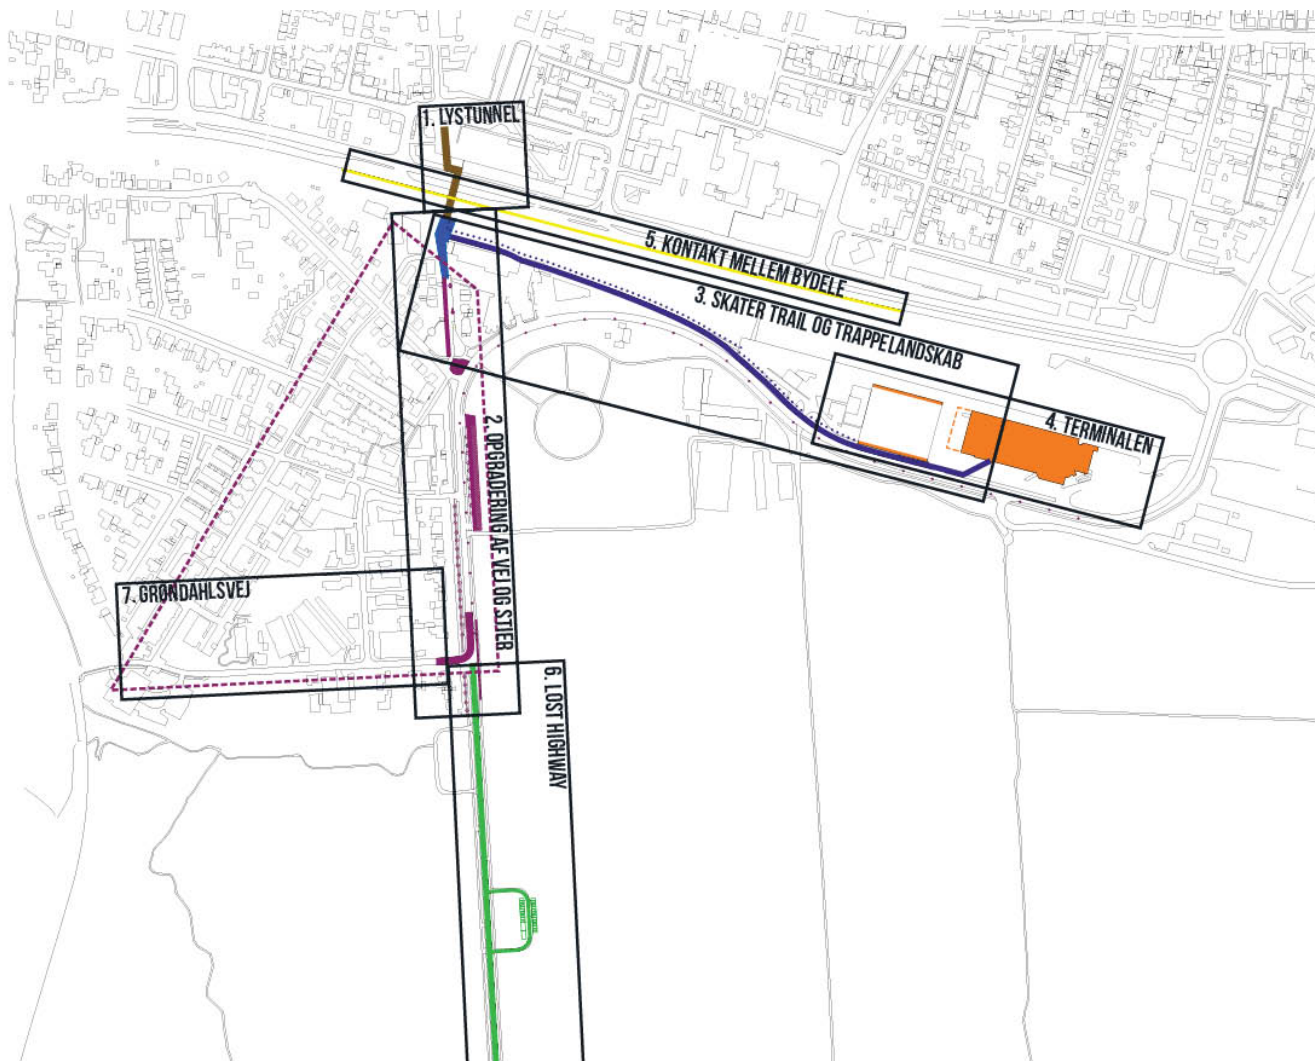 1. LYSTUNNEL
5. KONTAKT MELLEM BYDELE
3. SKATER TRAIL OG TRAPPELANDSKAB
4. TERMINALEN
2. OPGRADERING AF VEJ OG STIER
7. GRØNDAHLSVEJ
6. LOST HIGHWAY